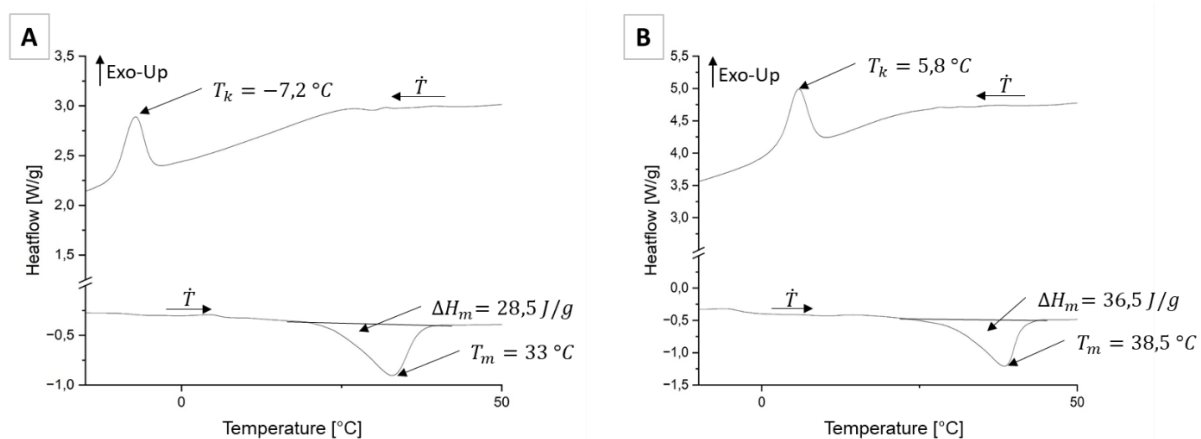 A
Exo-Up
T_k = −7,2 °C
Ṫ
3,5
3,0
2,5
2,0
1,5
−0,5
−1,0
Heatflow [W/g]
Ṫ
ΔH_m = 28,5 J/g
T_m = 33 °C
0
50
Temperature [°C]
B
Exo-Up
T_k = 5,8 °C
Ṫ
5,5
5,0
4,5
4,0
3,5
3,0
0,0
−0,5
−1,0
−1,5
Heatflow [W/g]
Ṫ
ΔH_m = 36,5 J/g
T_m = 38,5 °C
0
50
Temperature [°C]